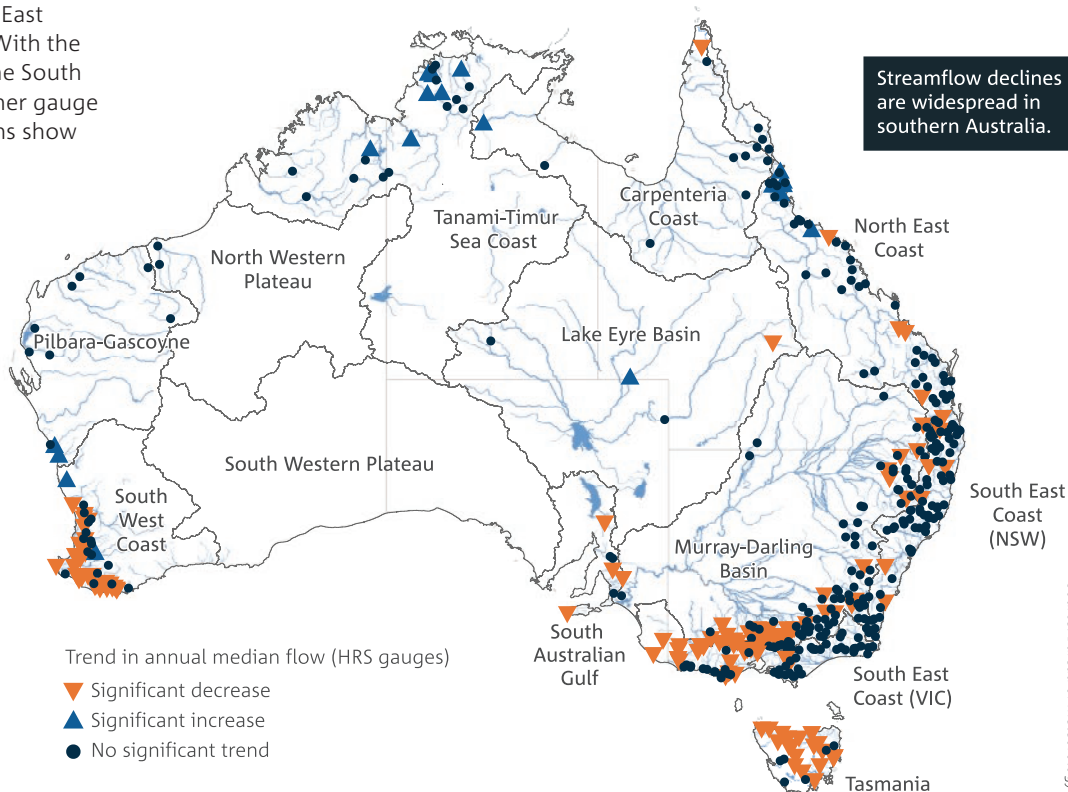 East
With the
South
gauge
show
Streamflow declines
are widespread in
southern Australia.
Carpenteria
Coast
Tanami-Timur
Sea Coast
North East
Coast
North Western
Plateau
Lake Eyre Basin
Pilbara-Gascoyne
South Western Plateau
South
West
Coast
South East
Coast
(NSW)
Murray-Darling
Basin
South
Australian
Gulf
South East
Coast (VIC)
Tasmania
Trend in annual median flow (HRS gauges)
Significant decrease
Significant increase
No significant trend